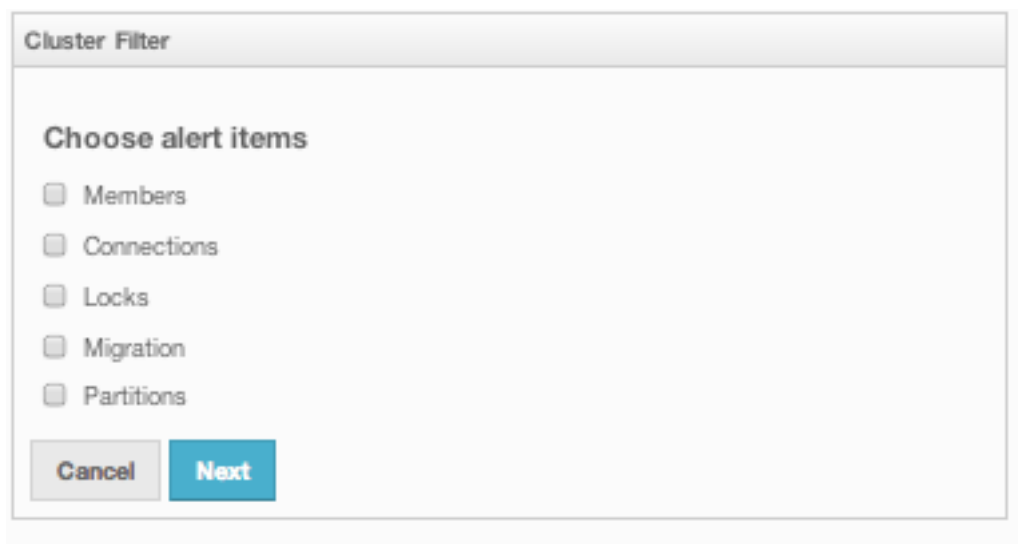 Cluster Filter
Choose alert items
Members
Connections
Locks
Migration
Partitions
Cancel Next